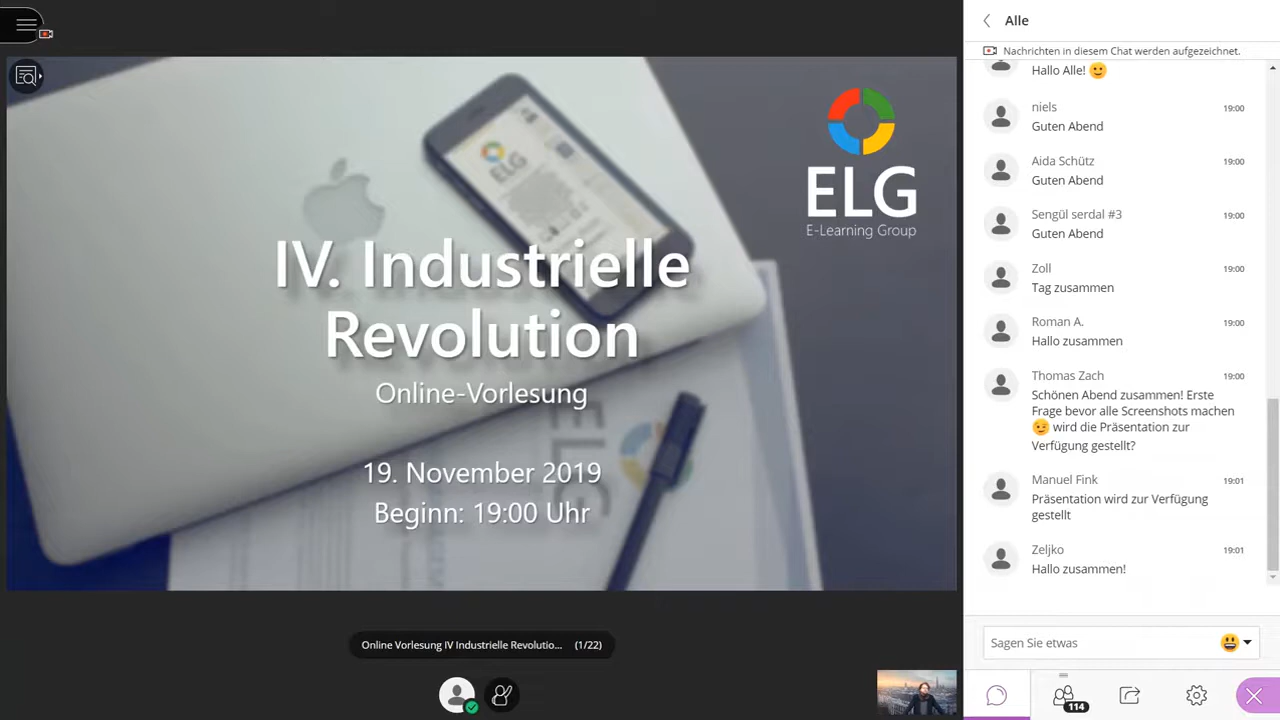 ELG
E-Learning Group
IV. Industrielle
Revolution
Online-Vorlesung
19. November 2019
Beginn: 19:00 Uhr
Online Vorlesung IV Industrielle Revolutio... (1/22)
Alle
Nachrichten in diesem Chat werden aufgezeichnet.
Hallo Alle! 🙂
niels 19:00
Guten Abend
Aida Schütz 19:00
Guten Abend
Sengül serdal #3 19:00
Guten Abend
Zoll 19:00
Tag zusammen
Roman A. 19:00
Hallo zusammen
Thomas Zach 19:00
Schönen Abend zusammen! Erste
Frage bevor alle Screenshots machen
😉 wird die Präsentation zur
Verfügung gestellt?
Manuel Fink 19:01
Präsentation wird zur Verfügung
gestellt
Zeljko 19:01
Hallo zusammen!
Sagen Sie etwas
114